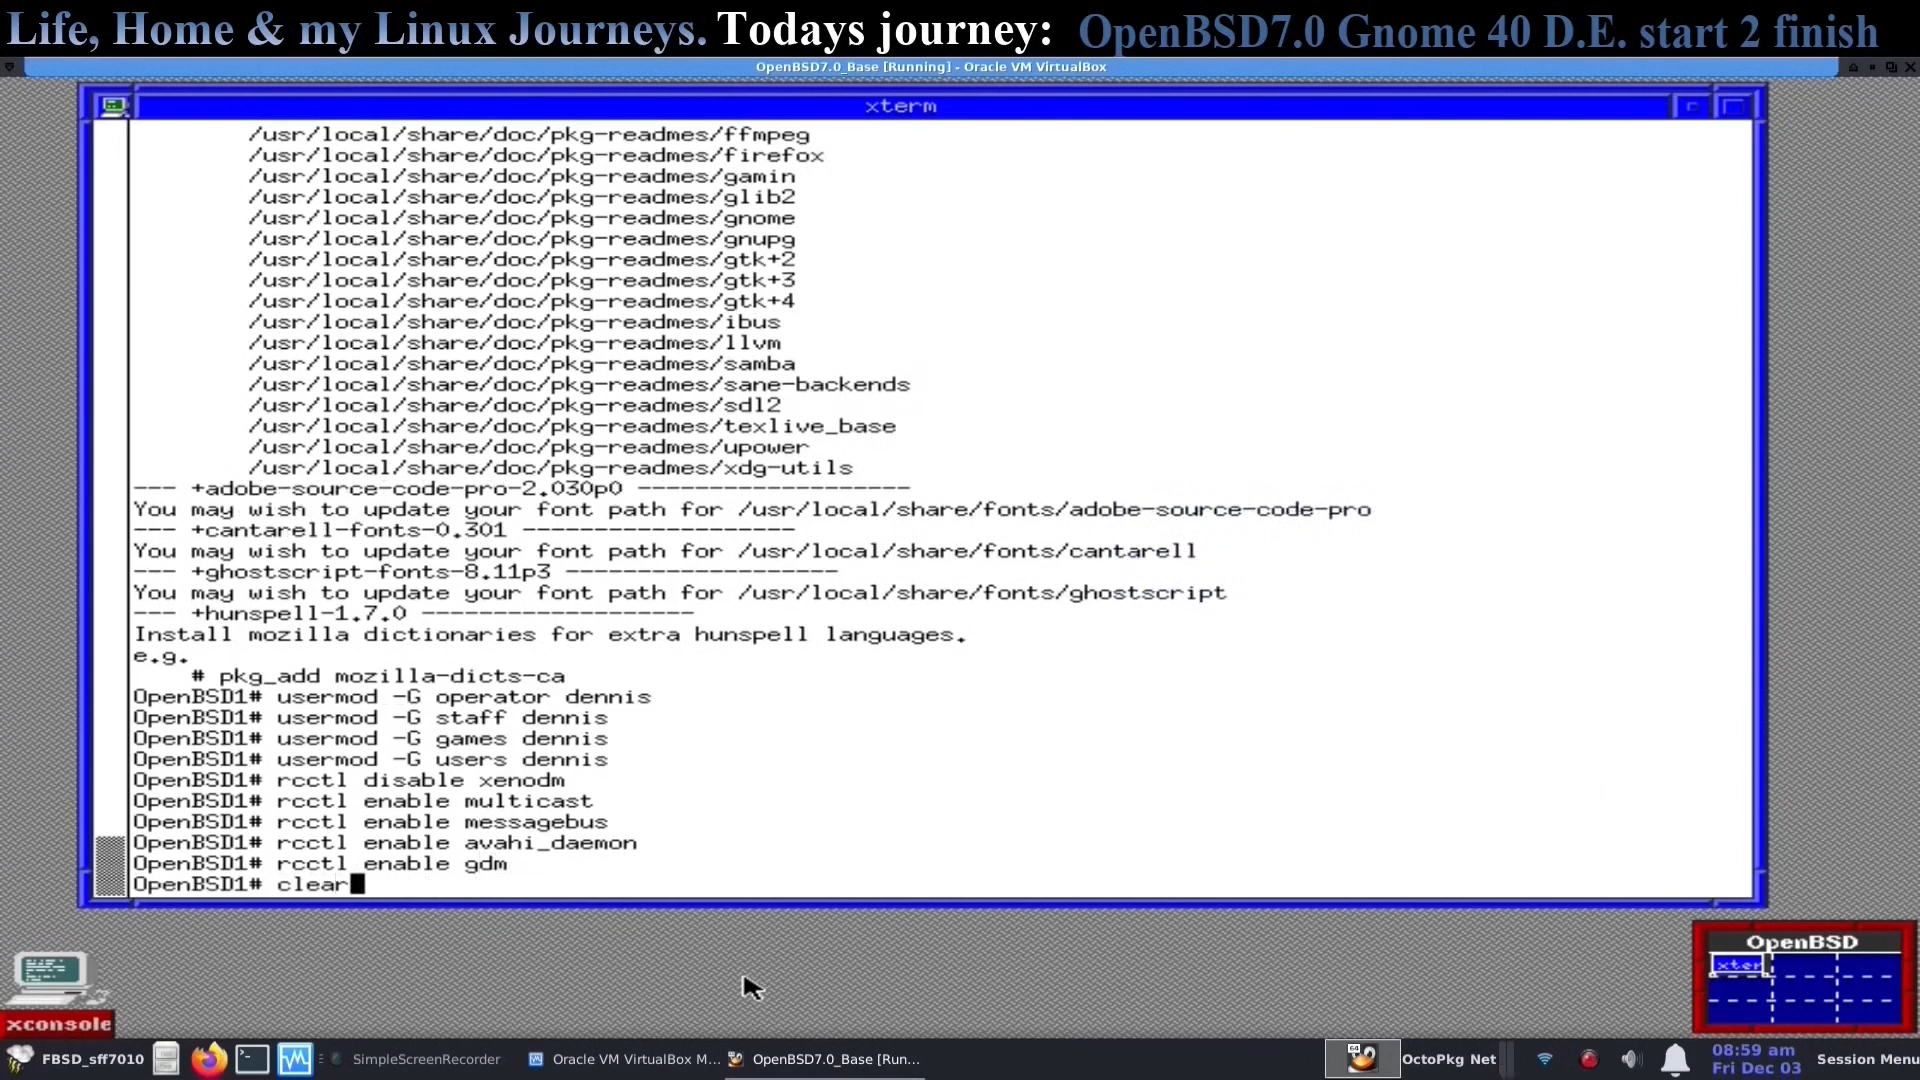 Life, Home & my Linux Journeys. Todays journey: OpenBSD7.0 Gnome 40 D.E. start 2 finish
OpenBSD7.0_Base [Running] - Oracle VM VirtualBox
xterm
/usr/local/share/doc/pkg-readmes/ffmpeg
/usr/local/share/doc/pkg-readmes/firefox
/usr/local/share/doc/pkg-readmes/gamin
/usr/local/share/doc/pkg-readmes/glib2
/usr/local/share/doc/pkg-readmes/gnome
/usr/local/share/doc/pkg-readmes/gnupg
/usr/local/share/doc/pkg-readmes/gtk+2
/usr/local/share/doc/pkg-readmes/gtk+3
/usr/local/share/doc/pkg-readmes/gtk+4
/usr/local/share/doc/pkg-readmes/ibus
/usr/local/share/doc/pkg-readmes/llvm
/usr/local/share/doc/pkg-readmes/samba
/usr/local/share/doc/pkg-readmes/sane-backends
/usr/local/share/doc/pkg-readmes/sdl2
/usr/local/share/doc/pkg-readmes/texlive_base
/usr/local/share/doc/pkg-readmes/upower
/usr/local/share/doc/pkg-readmes/xdg-utils
--- +adobe-source-code-pro-2.030p0 -------------------
You may wish to update your font path for /usr/local/share/fonts/adobe-source-code-pro
--- +cantarell-fonts-0.301 -------------------
You may wish to update your font path for /usr/local/share/fonts/cantarell
--- +ghostscript-fonts-8.11p3 -------------------
You may wish to update your font path for /usr/local/share/fonts/ghostscript
--- +hunspell-1.7.0 -------------------
Install mozilla dictionaries for extra hunspell languages.
e.g.
# pkg_add mozilla-dicts-ca
OpenBSD1# usermod -G operator dennis
OpenBSD1# usermod -G staff dennis
OpenBSD1# usermod -G games dennis
OpenBSD1# usermod -G users dennis
OpenBSD1# rcctl disable xenodm
OpenBSD1# rcctl enable multicast
OpenBSD1# rcctl enable messagebus
OpenBSD1# rcctl enable avahi_daemon
OpenBSD1# rcctl enable gdm
OpenBSD1# clear
OpenBSD
xter
xconsole
FBSD_sff7010
SimpleScreenRecorder
Oracle VM VirtualBox M...
OpenBSD7.0_Base [Run...
OctoPkg Net
08:59 am
Fri Dec 03
Session Menu